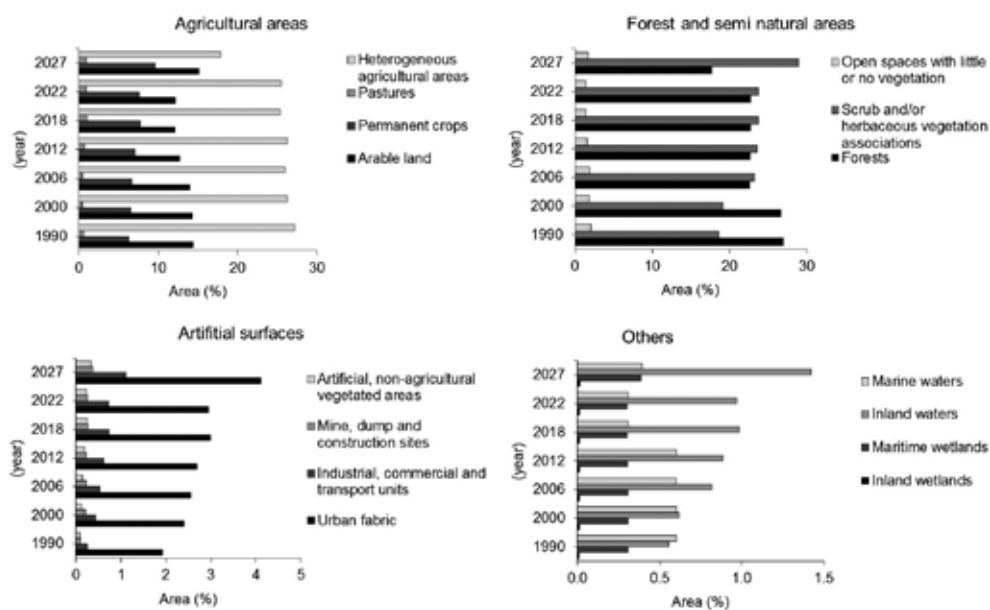 Agricultural areas
2027
2022
2018
2012
2006
2000
1990
(year)
0
10
20
30
Area (%)
Heterogeneous
agricultural areas
Pastures
Permanent crops
Arable land
Forest and semi natural areas
2027
2022
2018
2012
2006
2000
1990
(year)
0
10
20
30
Area (%)
Open spaces with little
or no vegetation
Scrub and/or
herbaceous vegetation
associations
Forests
Artifitial surfaces
2027
2022
2018
2012
2006
2000
1990
(year)
0
1
2
3
4
5
Area (%)
Artificial, non-agricultural
vegetated areas
Mine, dump and
construction sites
Industrial, commercial and
transport units
Urban fabric
Others
2027
2022
2018
2012
2006
2000
1990
(year)
0.0
0.5
1.0
1.5
Area (%)
Marine waters
Inland waters
Maritime wetlands
Inland wetlands